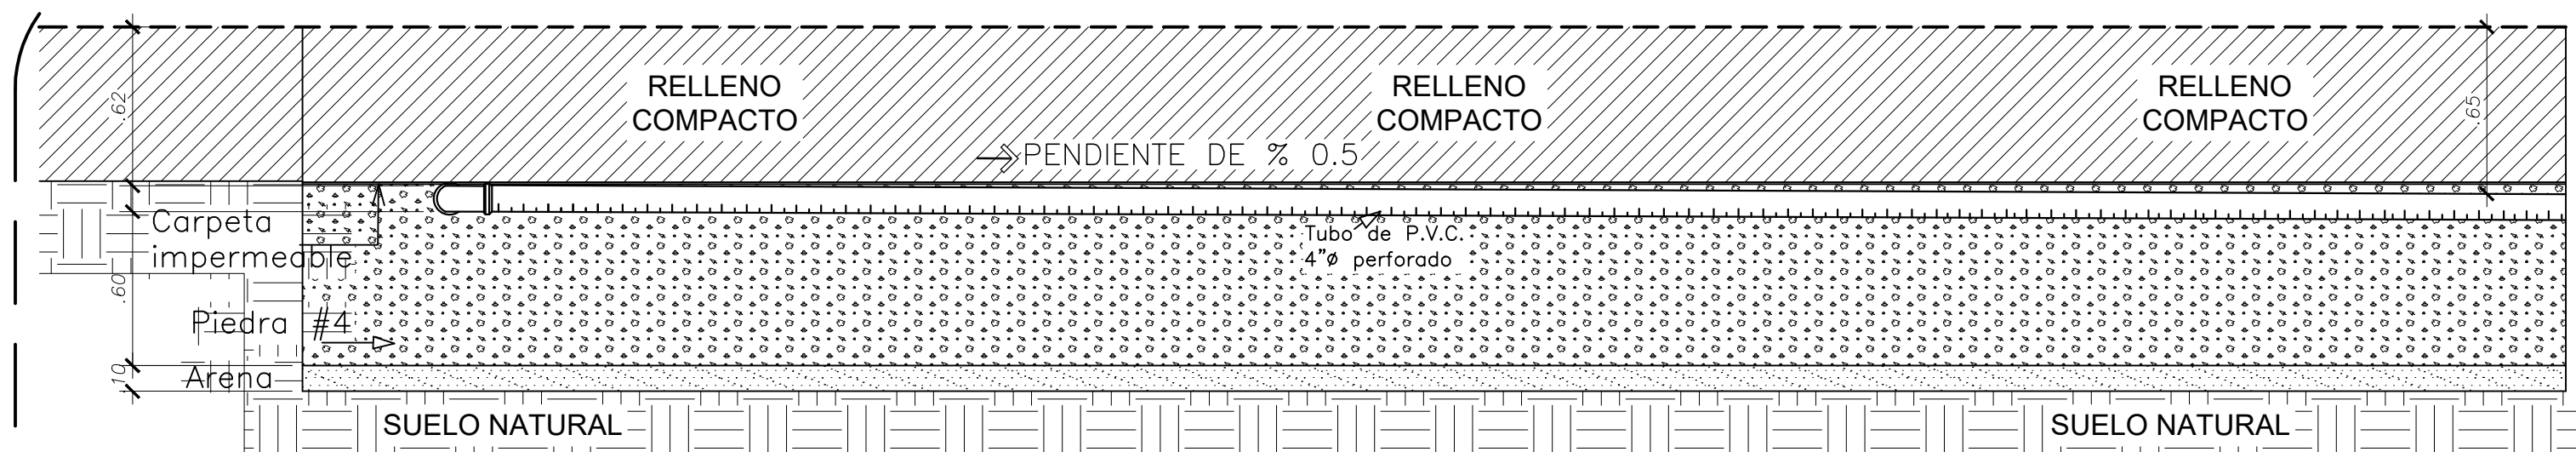 RELLENO
COMPACTO
RELLENO
COMPACTO
RELLENO
COMPACTO
.62
.65
PENDIENTE DE % 0.5
Carpeta
impermeable
Tubo de P.V.C.
4"ø perforado
.60
Piedra #4
.10
Arena
SUELO NATURAL
SUELO NATURAL